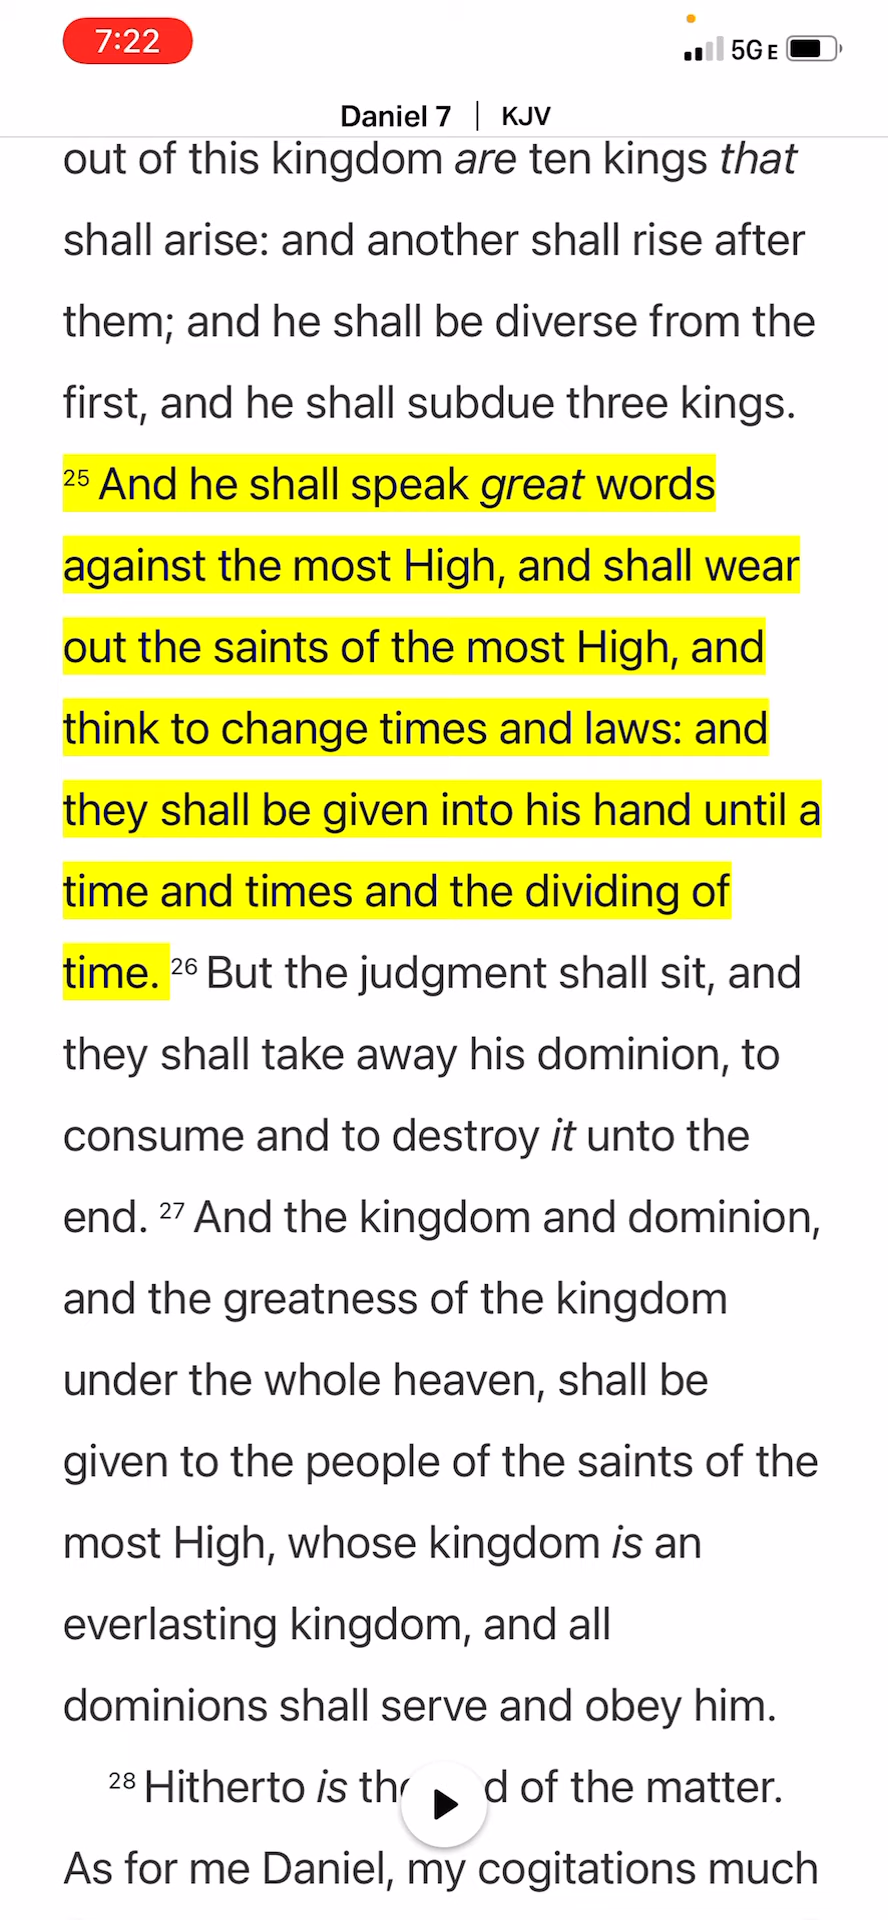 7:22
5G E
Daniel 7 | KJV
out of this kingdom are ten kings that
shall arise: and another shall rise after
them; and he shall be diverse from the
first, and he shall subdue three kings.
25 And he shall speak great words
against the most High, and shall wear
out the saints of the most High, and
think to change times and laws: and
they shall be given into his hand until a
time and times and the dividing of
time. 26 But the judgment shall sit, and
they shall take away his dominion, to
consume and to destroy it unto the
end. 27 And the kingdom and dominion,
and the greatness of the kingdom
under the whole heaven, shall be
given to the people of the saints of the
most High, whose kingdom is an
everlasting kingdom, and all
dominions shall serve and obey him.
28 Hitherto is of the matter.
As for me Daniel, my cogitations much